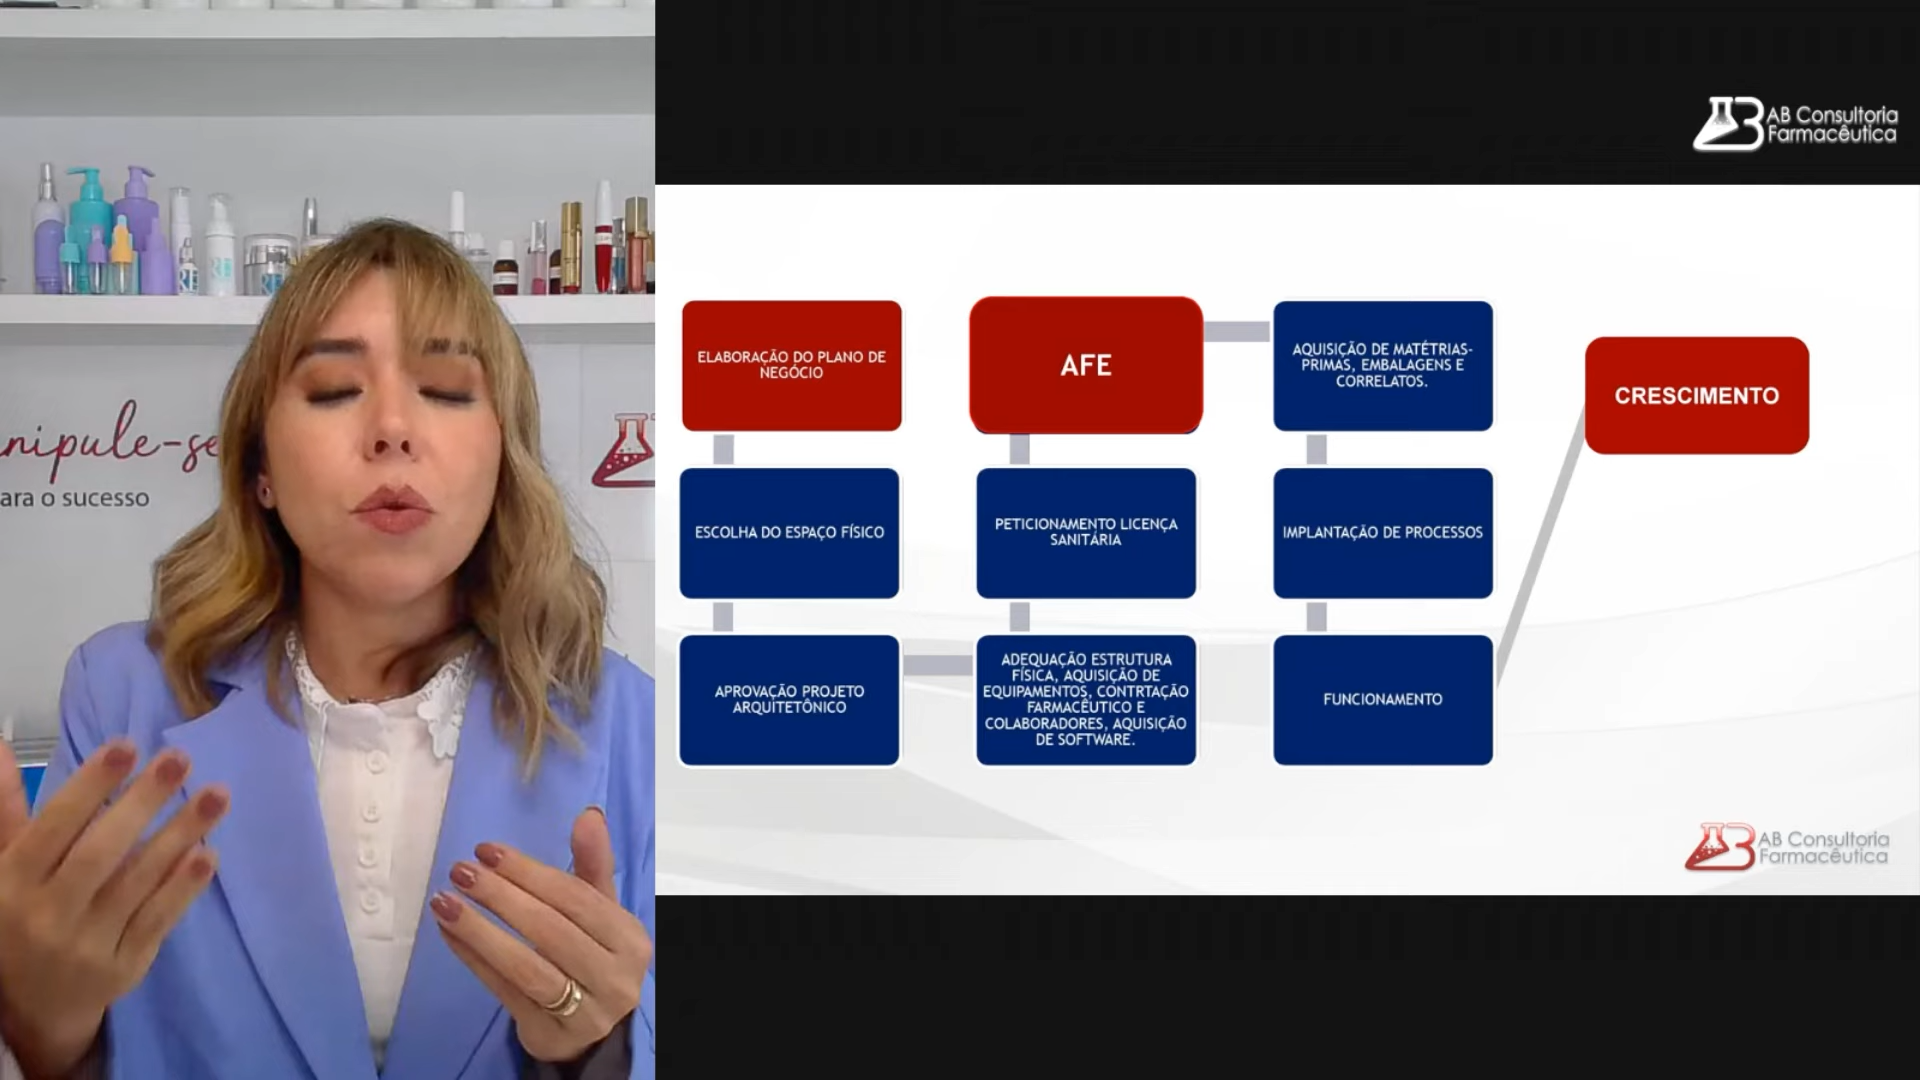 nipule-se
ara o sucesso
AB Consultoria
Farmacêutica
ELABORAÇÃO DO PLANO DE
NEGÓCIO
ESCOLHA DO ESPAÇO FÍSICO
APROVAÇÃO PROJETO
ARQUITETÔNICO
AFE
PETICIONAMENTO LICENÇA
SANITÁRIA
ADEQUAÇÃO ESTRUTURA
FÍSICA, AQUISIÇÃO DE
EQUIPAMENTOS, CONTRTAÇÃO
FARMACÊUTICO E
COLABORADORES, AQUISIÇÃO
DE SOFTWARE.
AQUISIÇÃO DE MATÉTRIAS-
PRIMAS, EMBALAGENS E
CORRELATOS.
IMPLANTAÇÃO DE PROCESSOS
FUNCIONAMENTO
CRESCIMENTO
AB Consultoria
Farmacêutica